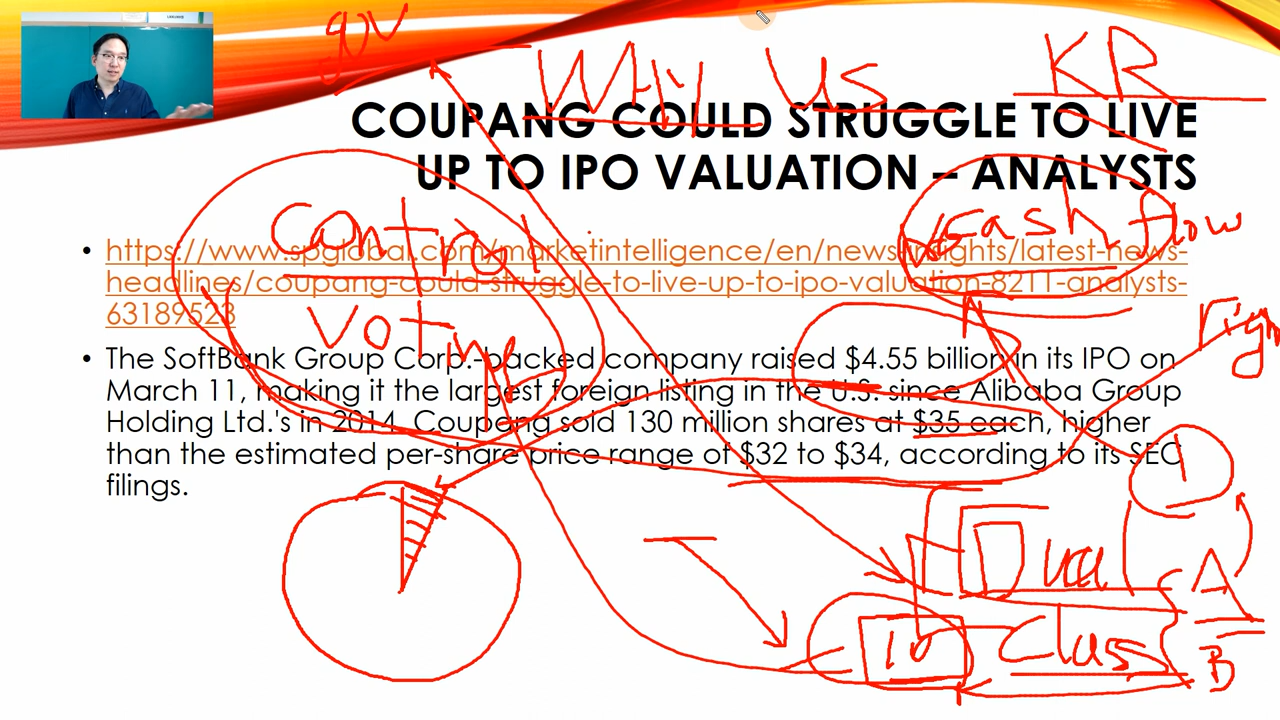 gov
Why US
KR
COUPANG COULD STRUGGLE TO LIVE
UP TO IPO VALUATION – ANALYSTS
control
cash flow
• https://www.spglobal.com/marketintelligence/en/news-insights/latest-news-
headlines/coupang-could-struggle-to-live-up-to-ipo-valuation-8211-analysts-
63189523
voting
right
• The SoftBank Group Corp.-backed company raised $4.55 billion in its IPO on
March 11, making it the largest foreign listing in the U.S. since Alibaba Group
Holding Ltd.'s in 2014. Coupang sold 130 million shares at $35 each, higher
than the estimated per-share price range of $32 to $34, according to its SEC
filings.
1
Dual
A
10
Class
B